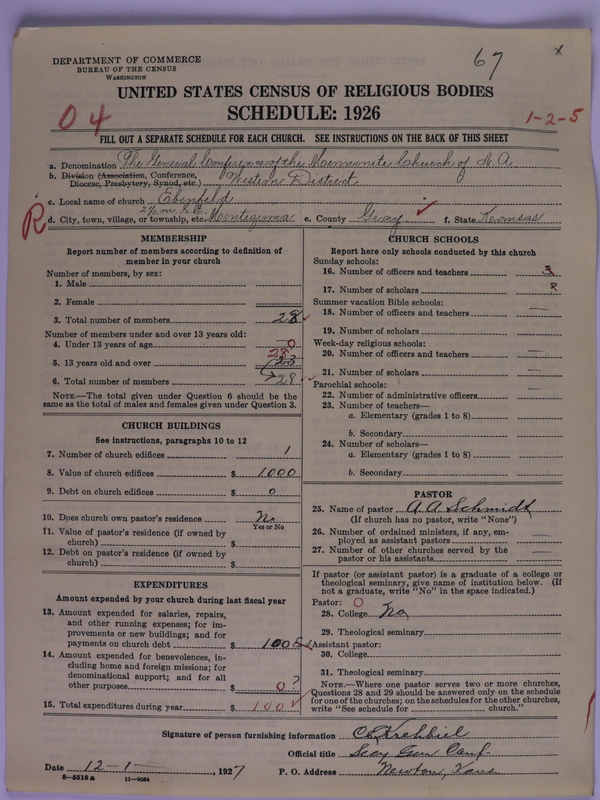 67 x
DEPARTMENT OF COMMERCE
BUREAU OF THE CENSUS
WASHINGTON
UNITED STATES CENSUS OF RELIGIOUS BODIES
SCHEDULE: 1926
04
1-2-5
FILL OUT A SEPARATE SCHEDULE FOR EACH CHURCH. SEE INSTRUCTIONS ON THE BACK OF THIS SHEET
a. Denomination The General Conference of the Mennonite Church of N.A.
b. Division (Association, Conference, Diocese, Presbytery, Synod, etc.) Western District
c. Local name of church Ebenfeld
R
d. City, town, village, or township, etc. Montezuma e. County Gray ✓ f. State Kansas
MEMBERSHIP
Report number of members according to definition of
member in your church
Number of members, by sex:
1. Male
2. Female
3. Total number of members 28 ✓
Number of members under and over 13 years old:
4. Under 13 years of age 0
5. 13 years old and over 28
6. Total number of members 28 ✓
NOTE.—The total given under Question 6 should be the
same as the total of males and females given under Question 3.
CHURCH BUILDINGS
See instructions, paragraphs 10 to 12
7. Number of church edifices 1
8. Value of church edifices $ 1000
9. Debt on church edifices $ 0
10. Does church own pastor's residence No
Yes or No
11. Value of pastor's residence (if owned by
church) $
12. Debt on pastor's residence (if owned by
church) $
EXPENDITURES
Amount expended by your church during last fiscal year
13. Amount expended for salaries, repairs,
and other running expenses; for im-
provements or new buildings; and for
payments on church debt $ 100
14. Amount expended for benevolences, in-
cluding home and foreign missions; for
denominational support; and for all
other purposes $ 0?
15. Total expenditures during year $ 100 ✓
CHURCH SCHOOLS
Report here only schools conducted by this church
Sunday schools:
16. Number of officers and teachers
17. Number of scholars
Summer vacation Bible schools:
18. Number of officers and teachers —
19. Number of scholars —
Week-day religious schools:
20. Number of officers and teachers —
21. Number of scholars —
Parochial schools:
22. Number of administrative officers —
23. Number of teachers—
a. Elementary (grades 1 to 8)
b. Secondary
24. Number of scholars—
a. Elementary (grades 1 to 8)
b. Secondary
PASTOR
25. Name of pastor A. A. Schmidt
(If church has no pastor, write "None")
26. Number of ordained ministers, if any, em-
ployed as assistant pastors —
27. Number of other churches served by the
pastor or his assistants —
If pastor (or assistant pastor) is a graduate of a college or
theological seminary, give name of institution below. (If
not a graduate, write "No" in the space indicated.)
Pastor: O
28. College No
29. Theological seminary
Assistant pastor:
30. College
31. Theological seminary
NOTE.—Where one pastor serves two or more churches,
Questions 28 and 29 should be answered only on the schedule
for one of the churches; on the schedules for the other churches,
write "See schedule for church."
Signature of person furnishing information C E Krehbiel
Official title Secy Gen Conf
Date 12-1-, 1927 P. O. Address Newton, Kans
6—5518 a 11—9084